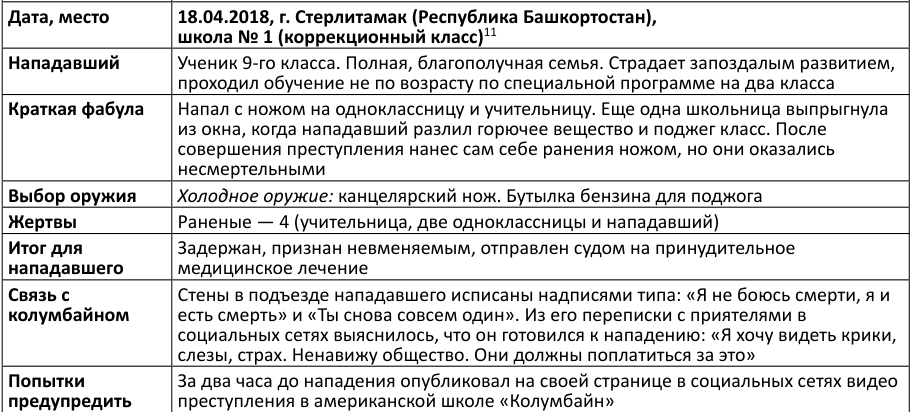 Дата, место
18.04.2018, г. Стерлитамак (Республика Башкортостан),
школа № 1 (коррекционный класс)11
Нападавший
Ученик 9-го класса. Полная, благополучная семья. Страдает запоздалым развитием,
проходил обучение не по возрасту по специальной программе на два класса
Краткая фабула
Напал с ножом на одноклассницу и учительницу. Еще одна школьница выпрыгнула
из окна, когда нападавший разлил горючее вещество и поджег класс. После
совершения преступления нанес сам себе ранения ножом, но они оказались
несмертельными
Выбор оружия
Холодное оружие: канцелярский нож. Бутылка бензина для поджога
Жертвы
Раненые — 4 (учительница, две одноклассницы и нападавший)
Итог для
нападавшего
Задержан, признан невменяемым, отправлен судом на принудительное
медицинское лечение
Связь с
колумбайном
Стены в подъезде нападавшего исписаны надписями типа: «Я не боюсь смерти, я и
есть смерть» и «Ты снова совсем один». Из его переписки с приятелями в
социальных сетях выяснилось, что он готовился к нападению: «Я хочу видеть крики,
слезы, страх. Ненавижу общество. Они должны поплатиться за это»
Попытки
предупредить
За два часа до нападения опубликовал на своей странице в социальных сетях видео
преступления в американской школе «Колумбайн»